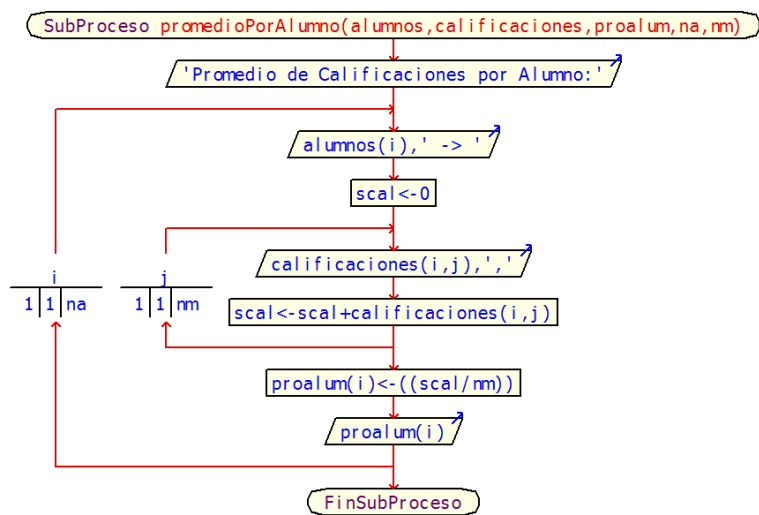 SubProceso promedioPorAlumno(alumnos,calificaciones,proalum,na,nm)
'Promedio de Calificaciones por Alumno:'
alumnos(i),' -> '
scal<-0
calificaciones(i,j),','
i
j
1 1 na
1 1 nm
scal<-scal+calificaciones(i,j)
proalum(i)<-((scal/nm))
proalum(i)
FinSubProceso